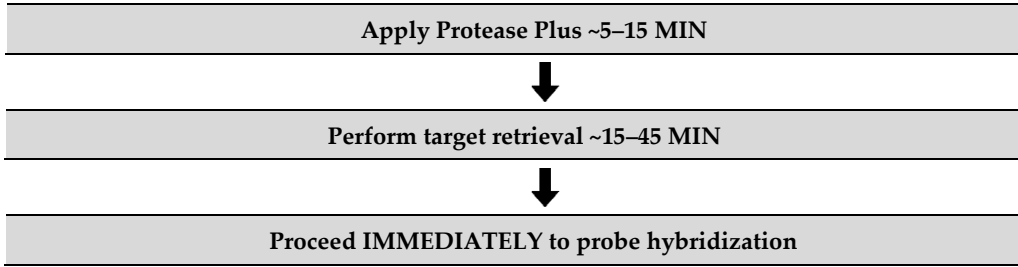 Apply Protease Plus ~5–15 MIN
Perform target retrieval ~15–45 MIN
Proceed IMMEDIATELY to probe hybridization